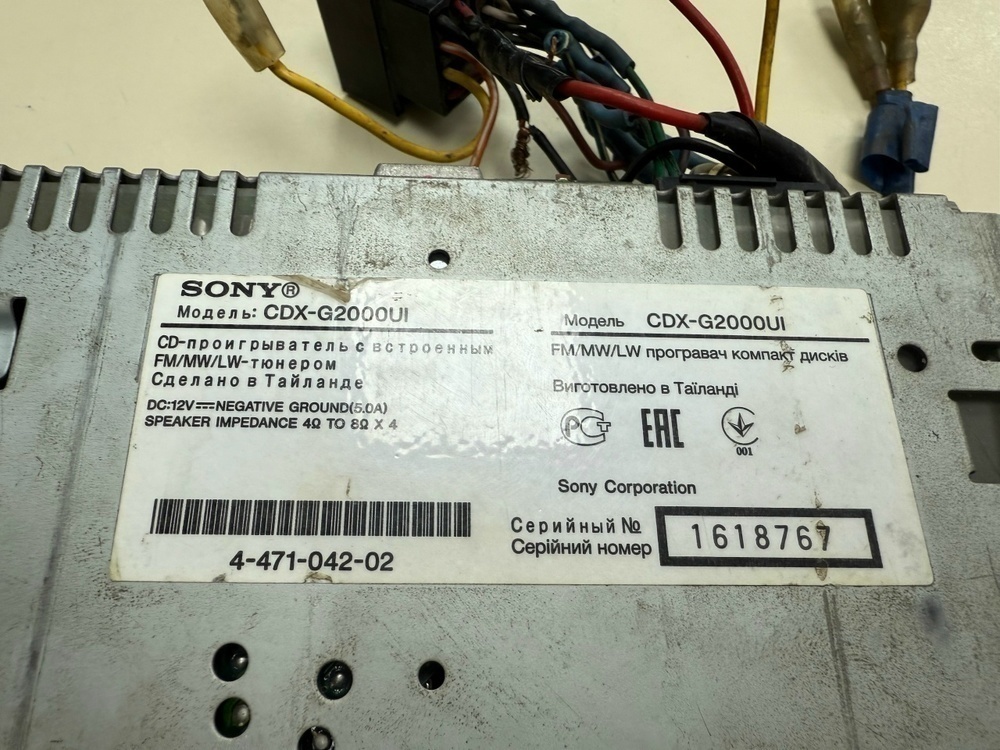 SONY®
Модель: CDX-G2000UI
CD-проигрыватель с встроенным
FM/MW/LW-тюнером
Сделано в Тайланде
DC:12V⎓NEGATIVE GROUND(5.0A)
SPEAKER IMPEDANCE 4Ω TO 8Ω X 4
4-471-042-02
Модель CDX-G2000UI
FM/MW/LW програвач компакт дисків
Виготовлено в Таїланді
РСТ
ЕАС
001
Sony Corporation
Серийный №
Серійний номер
1618767